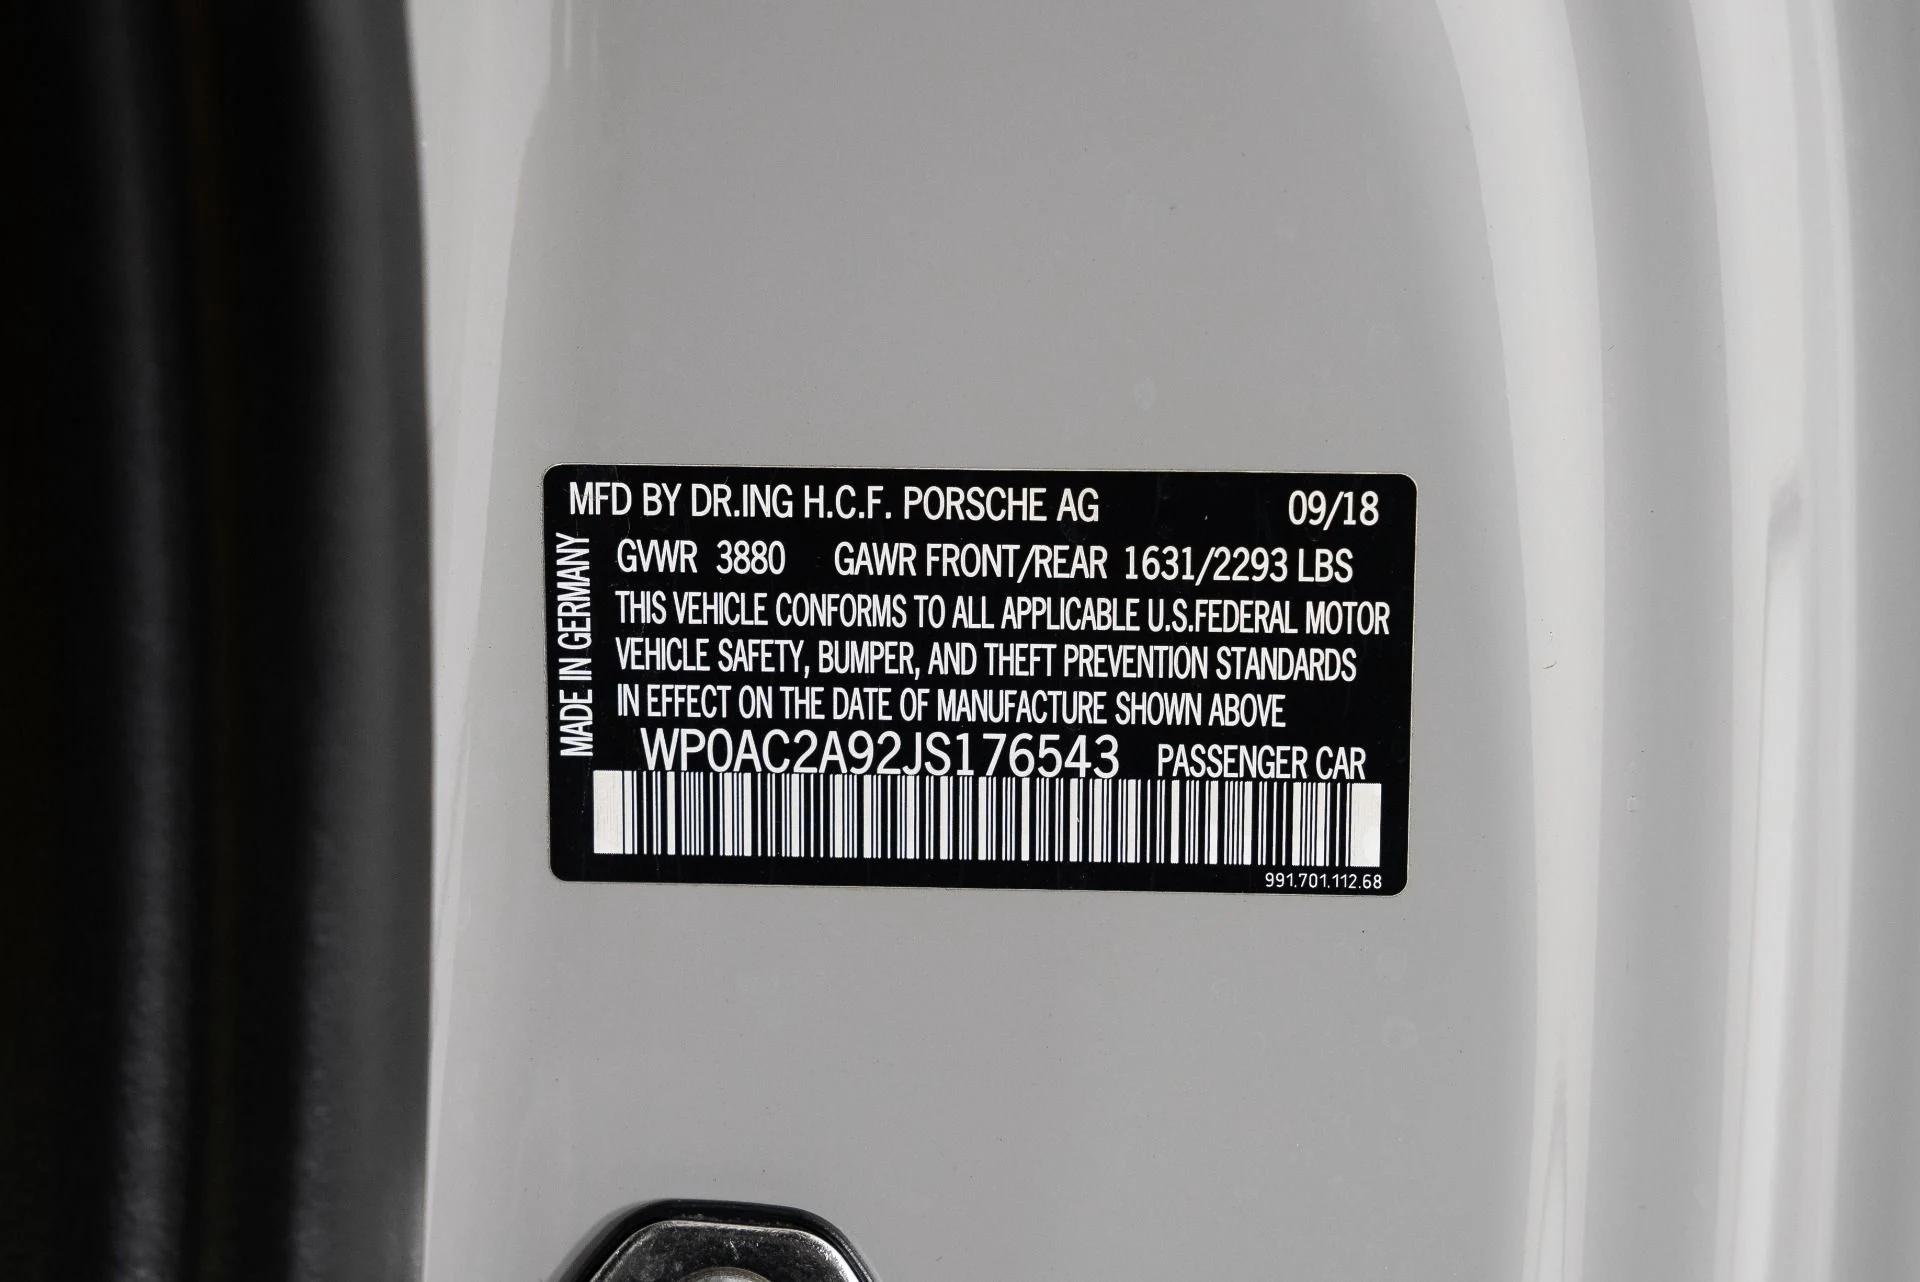 MFD BY DR.ING H.C.F. PORSCHE AG 09/18
MADE IN GERMANY
GVWR 3880 GAWR FRONT/REAR 1631/2293 LBS
THIS VEHICLE CONFORMS TO ALL APPLICABLE U.S.FEDERAL MOTOR
VEHICLE SAFETY, BUMPER, AND THEFT PREVENTION STANDARDS
IN EFFECT ON THE DATE OF MANUFACTURE SHOWN ABOVE
WP0AC2A92JS176543 PASSENGER CAR
991.701.112.68